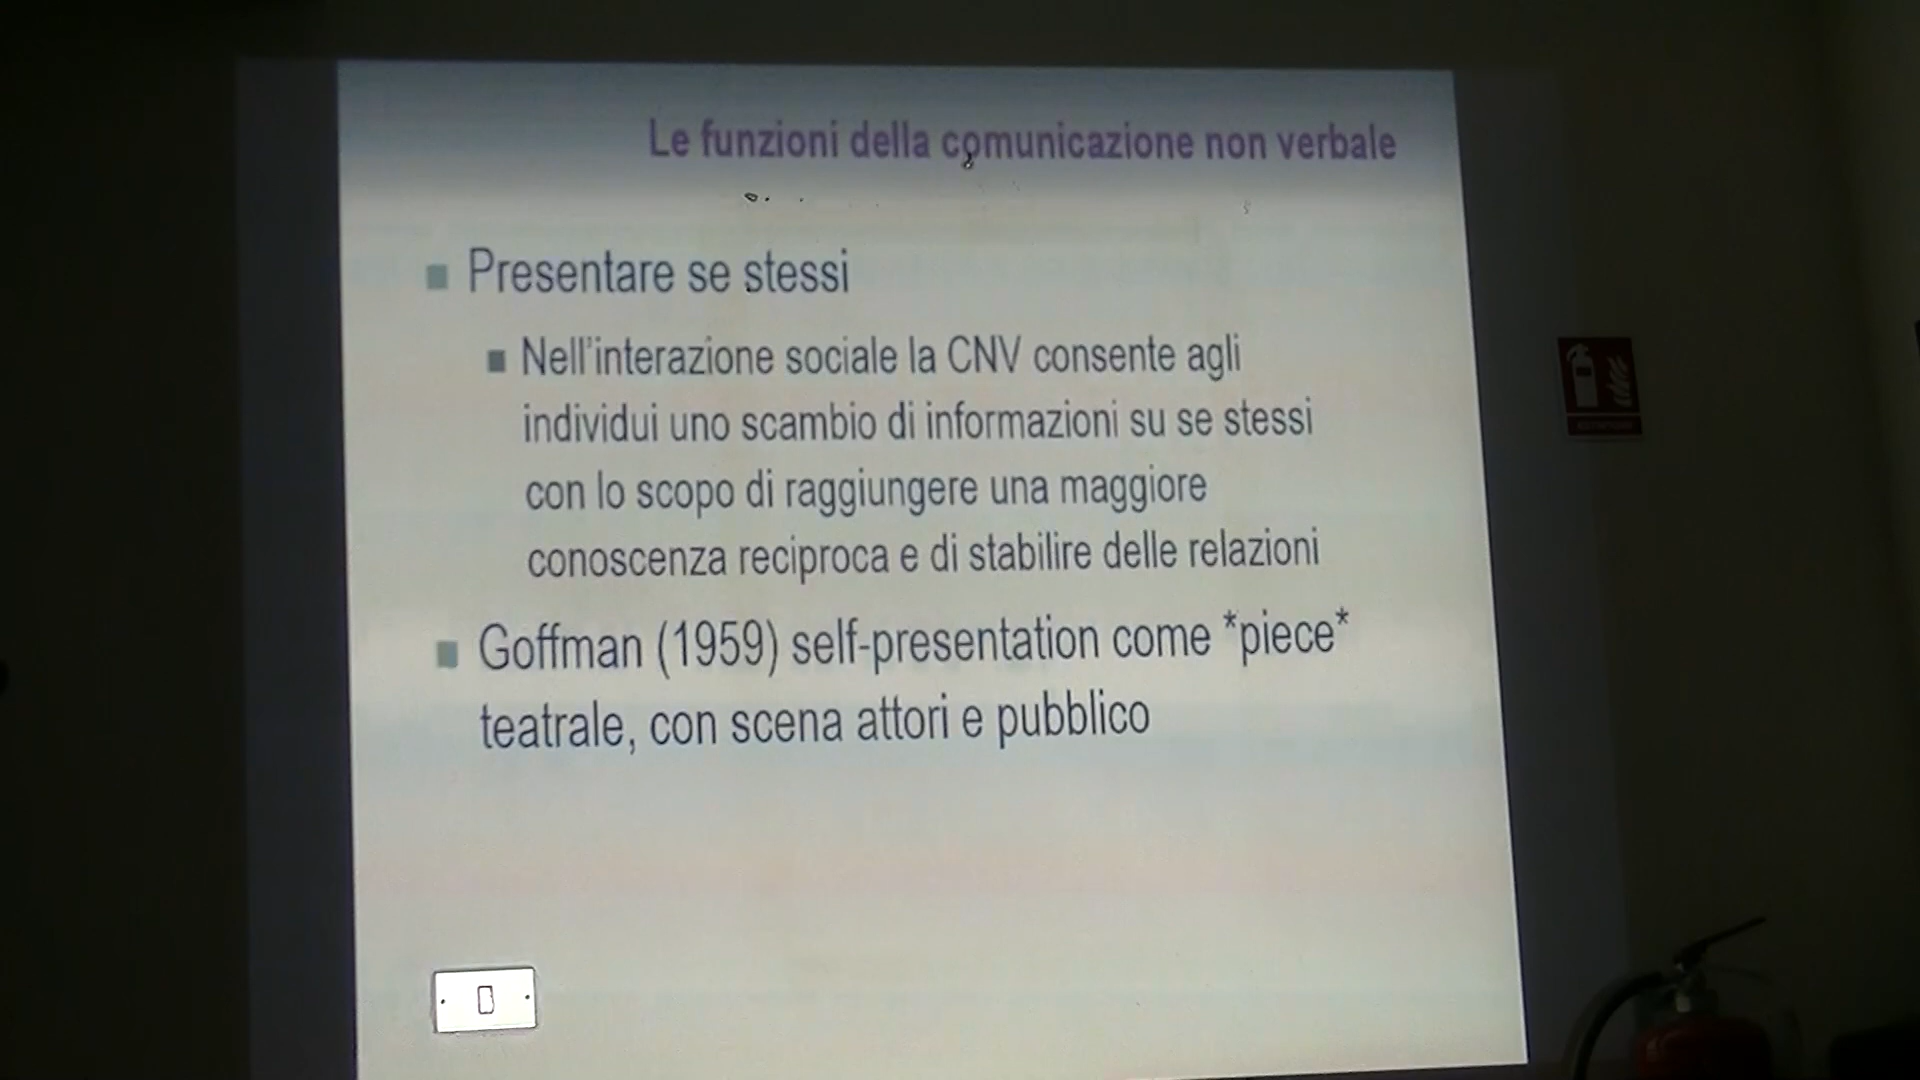 Le funzioni della comunicazione non verbale
Presentare se stessi
Nell'interazione sociale la CNV consente agli
individui uno scambio di informazioni su se stessi
con lo scopo di raggiungere una maggiore
conoscenza reciproca e di stabilire delle relazioni
Goffman (1959) self-presentation come *piece*
teatrale, con scena attori e pubblico